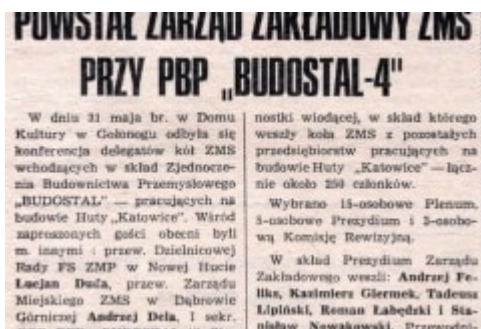 POWSTAŁ ZARZĄD ZAKŁADOWY ZMS
PRZY PBP „BUDOSTAL-4"
W dniu 31 maja br. w Domu
Kultury w Gołonogu odbyła się
konferencja delegatów kół ZMS
wchodzących w skład Zjednocze-
nia Budownictwa Przemysłowego
„BUDOSTAL" — pracujących na
budowie Huty „Katowice". Wśród
zaproszonych gości obecni byli
m. innymi : przew. Dzielnicowej
Rady FS ZMP w Nowej Hucie
Lucjan Duda, przew. Zarządu
Miejskiego ZMS w Dąbrowie
Górniczej Andrzej Dela, I sekr.
nostki wiodącej, w skład którego
weszły koła ZMS z pozostałych
przedsiębiorstw pracujących na
budowie Huty „Katowice" — łącz-
nie około 250 członków.
Wybrano 15-osobowe Plenum,
5-osobowe Prezydium i 3-osobo-
wą Komisję Rewizyjną.
W skład Prezydium Zarządu
Zakładowego weszli: Andrzej Fe-
liks, Kazimierz Giermek, Tadeusz
Lipiński, Roman Łabędzki i Sta-
nisław Nowakowski. Przewodni-